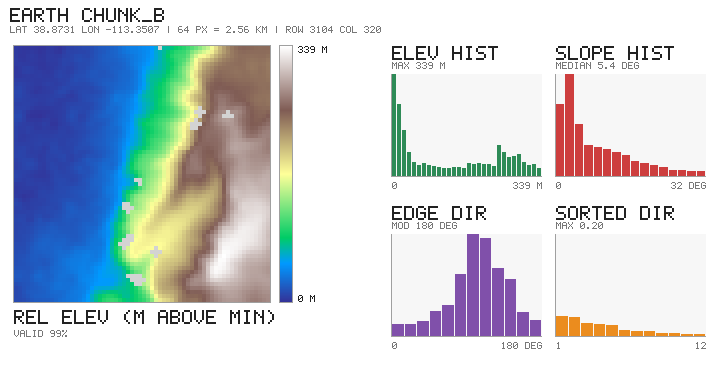 EARTH CHUNK_B
LAT 38.8731 LON -113.3507 | 64 PX = 2.56 KM | ROW 3104 COL 320
339 M
0 M
REL ELEV (M ABOVE MIN)
VALID 99%
ELEV HIST
MAX 339 M
0 339 M
SLOPE HIST
MEDIAN 5.4 DEG
0 32 DEG
EDGE DIR
MOD 180 DEG
0 180 DEG
SORTED DIR
MAX 0.20
1 12